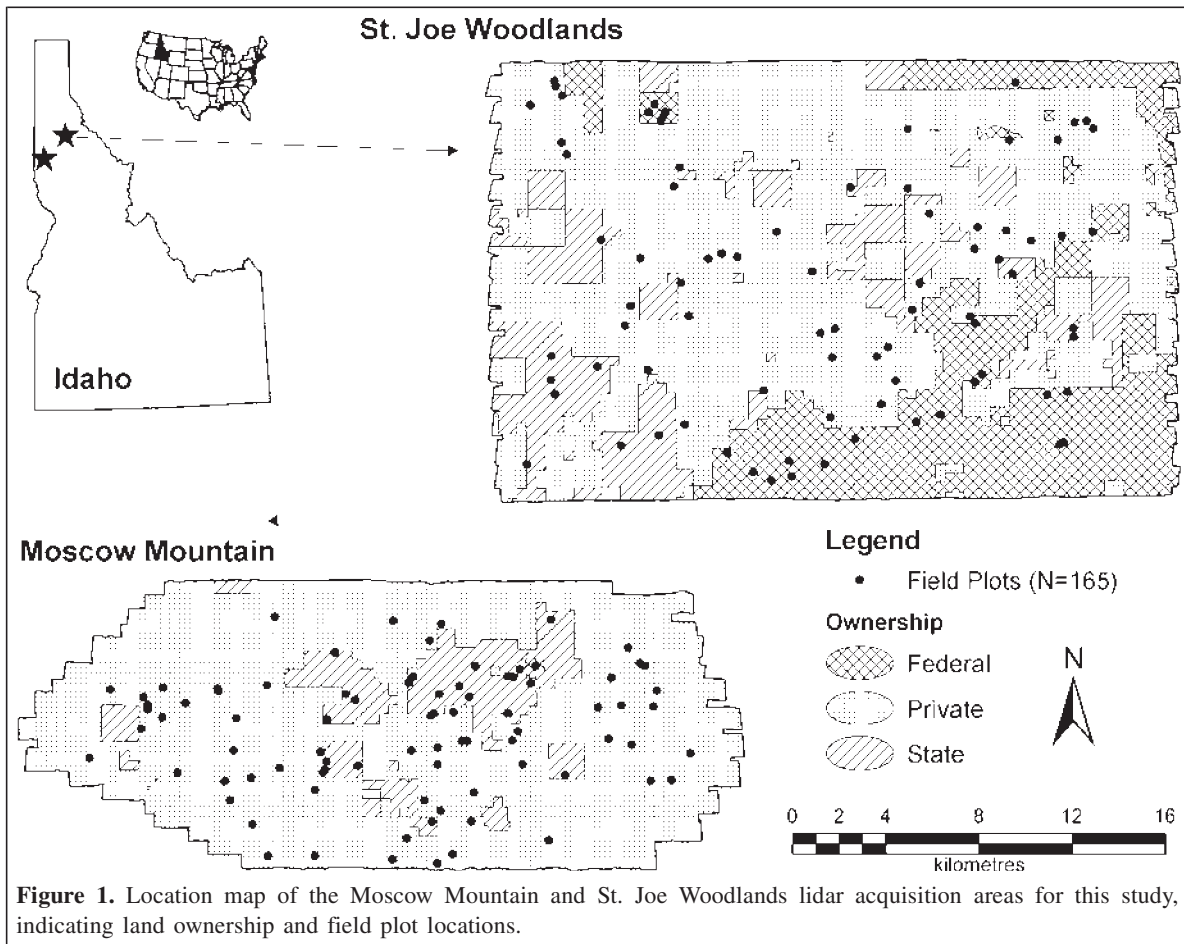 St. Joe Woodlands
Idaho
Moscow Mountain
Legend
Field Plots (N=165)
Ownership
Federal
Private
State
N
0 2 4 8 12 16
kilometres
Figure 1. Location map of the Moscow Mountain and St. Joe Woodlands lidar acquisition areas for this study,
indicating land ownership and field plot locations.